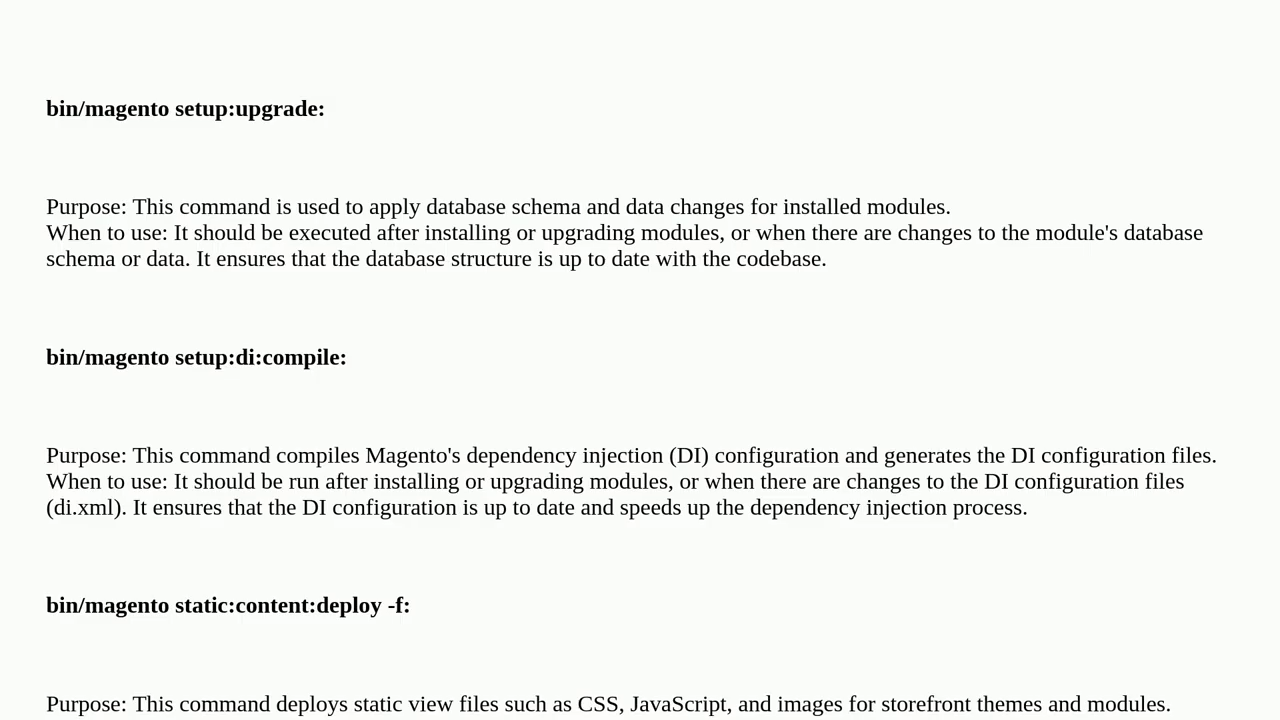 bin/magento setup:upgrade:
Purpose: This command is used to apply database schema and data changes for installed modules.
When to use: It should be executed after installing or upgrading modules, or when there are changes to the module's database
schema or data. It ensures that the database structure is up to date with the codebase.
bin/magento setup:di:compile:
Purpose: This command compiles Magento's dependency injection (DI) configuration and generates the DI configuration files.
When to use: It should be run after installing or upgrading modules, or when there are changes to the DI configuration files
(di.xml). It ensures that the DI configuration is up to date and speeds up the dependency injection process.
bin/magento static:content:deploy -f:
Purpose: This command deploys static view files such as CSS, JavaScript, and images for storefront themes and modules.